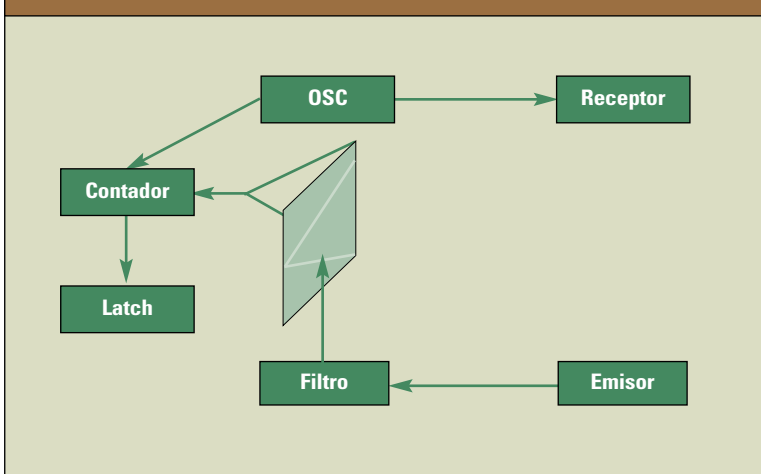 OSC
Receptor
Contador
Latch
Filtro
Emisor